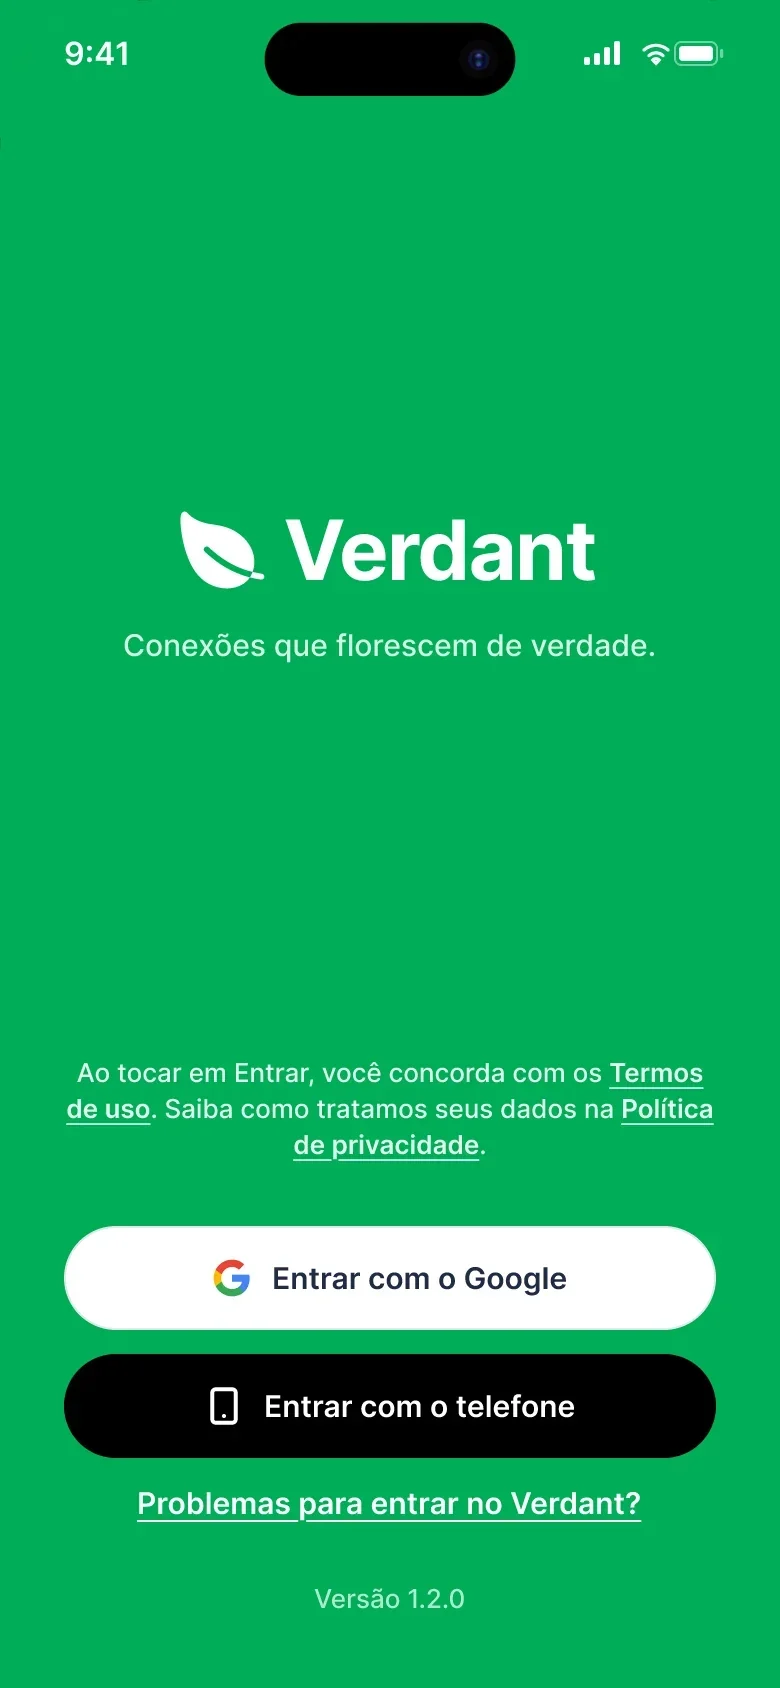 9:41
Verdant
Conexões que florescem de verdade.
Ao tocar em Entrar, você concorda com os Termos
de uso. Saiba como tratamos seus dados na Política
de privacidade.
Entrar com o Google
Entrar com o telefone
Problemas para entrar no Verdant?
Versão 1.2.0